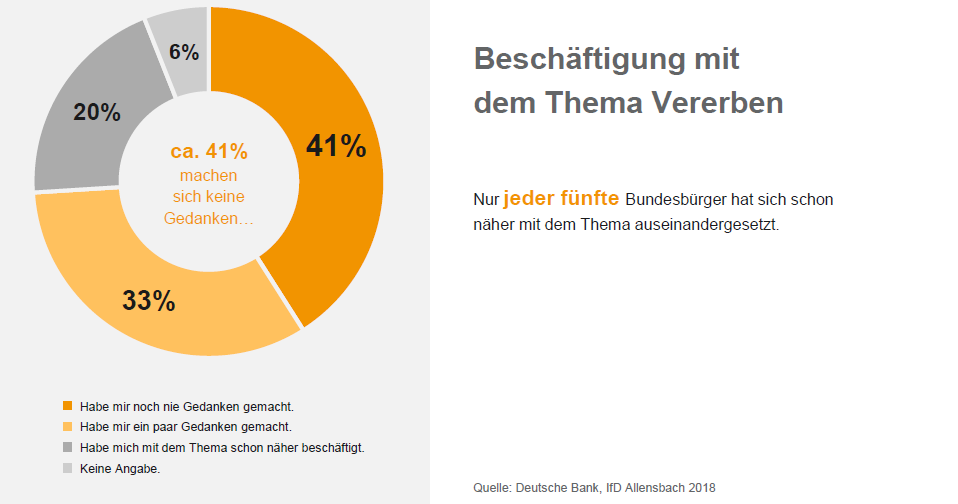 6%
20%
41%
33%
ca. 41%
machen
sich keine
Gedanken...
Habe mir noch nie Gedanken gemacht.
Habe mir ein paar Gedanken gemacht.
Habe mich mit dem Thema schon näher beschäftigt.
Keine Angabe.
Beschäftigung mit
dem Thema Vererben
Nur jeder fünfte Bundesbürger hat sich schon
näher mit dem Thema auseinandergesetzt.
Quelle: Deutsche Bank, IfD Allensbach 2018